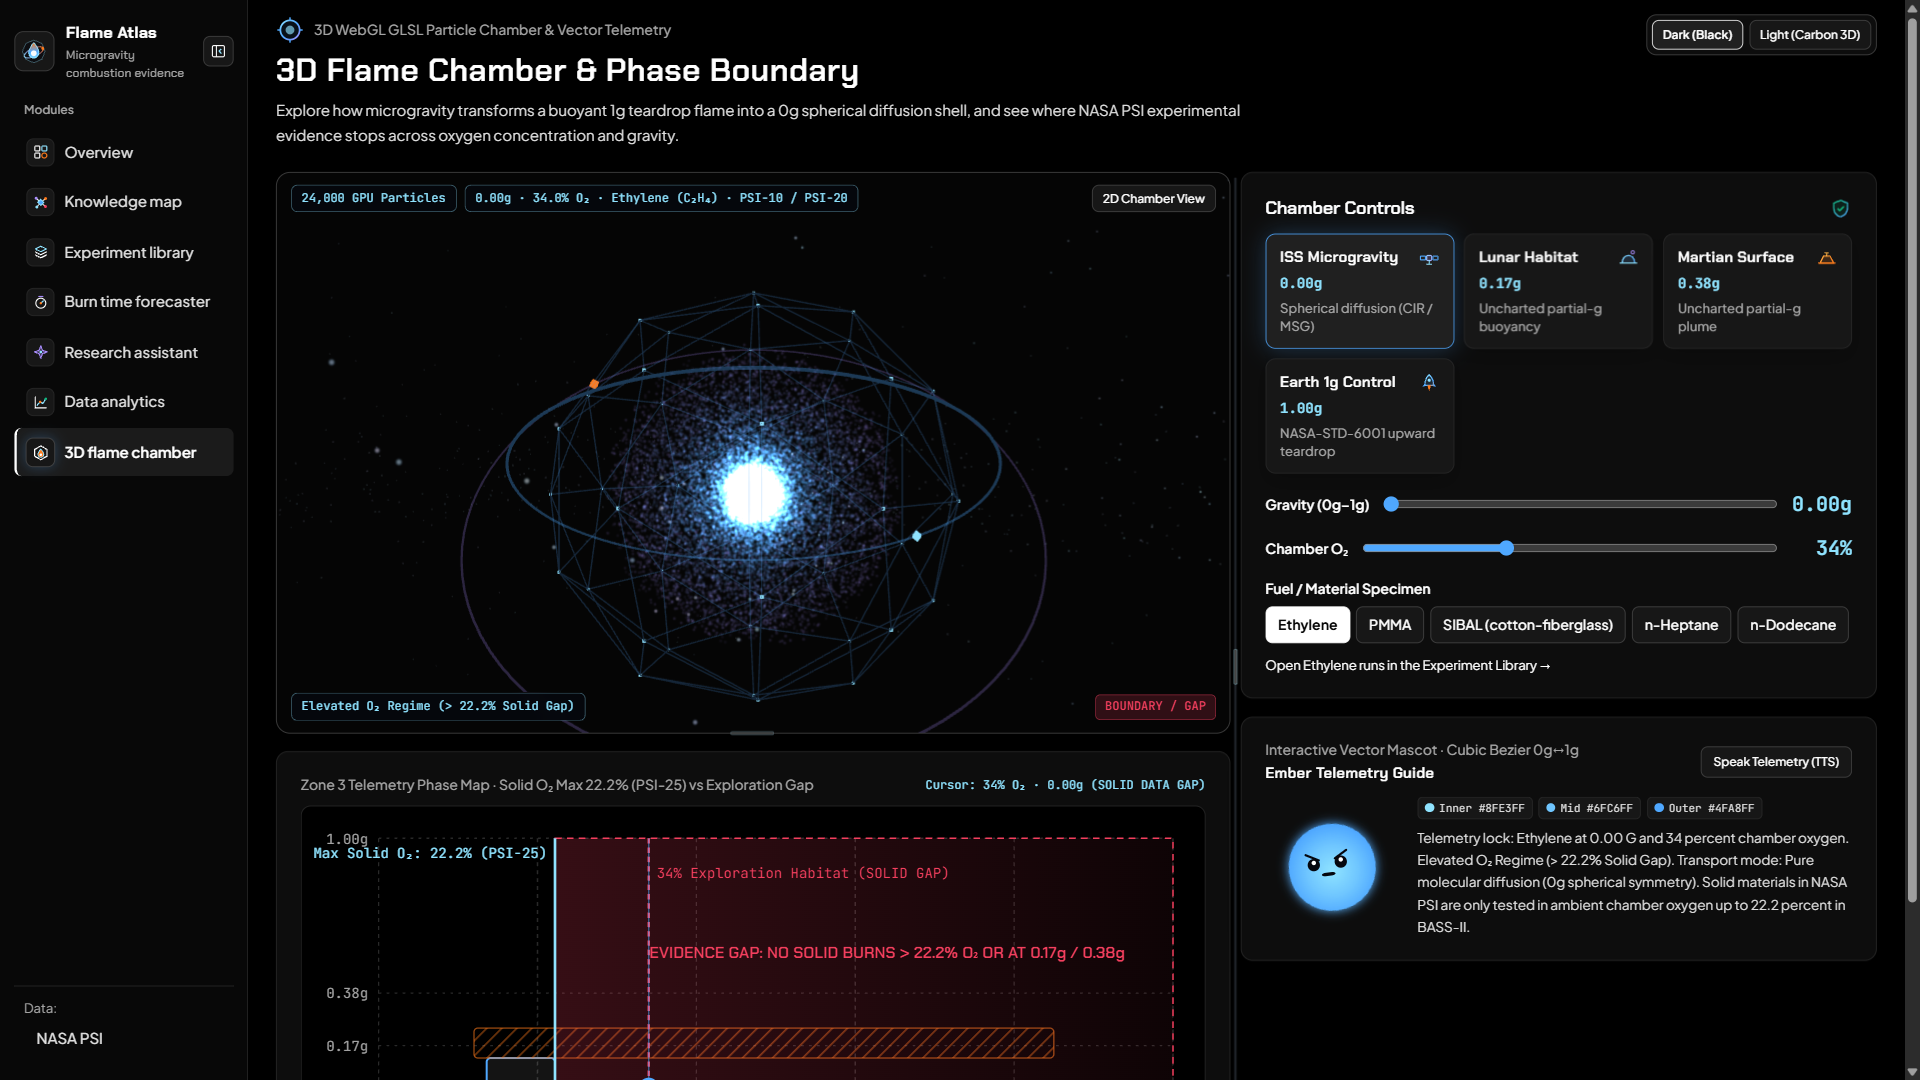 Flame Atlas
Microgravity
combustion evidence
Modules
Overview
Knowledge map
Experiment library
Burn time forecaster
Research assistant
Data analytics
3D flame chamber
Data:
NASA PSI
3D WebGL GLSL Particle Chamber & Vector Telemetry
Dark (Black)
Light (Carbon 3D)
3D Flame Chamber & Phase Boundary
Explore how microgravity transforms a buoyant 1g teardrop flame into a 0g spherical diffusion shell, and see where NASA PSI experimental
evidence stops across oxygen concentration and gravity.
24,000 GPU Particles
0.00g · 34.0% O₂ · Ethylene (C₂H₄) · PSI-10 / PSI-20
2D Chamber View
Elevated O₂ Regime (> 22.2% Solid Gap)
BOUNDARY / GAP
Zone 3 Telemetry Phase Map · Solid O₂ Max 22.2% (PSI-25) vs Exploration Gap
Cursor: 34% O₂ · 0.00g (SOLID DATA GAP)
1.00g
Max Solid O₂: 22.2% (PSI-25)
34% Exploration Habitat (SOLID GAP)
EVIDENCE GAP: NO SOLID BURNS > 22.2% O₂ OR AT 0.17g / 0.38g
0.38g
0.17g
Chamber Controls
ISS Microgravity
0.00g
Spherical diffusion (CIR /
MSG)
Lunar Habitat
0.17g
Uncharted partial-g
buoyancy
Martian Surface
0.38g
Uncharted partial-g
plume
Earth 1g Control
1.00g
NASA-STD-6001 upward
teardrop
Gravity (0g–1g)
0.00g
Chamber O₂
34%
Fuel / Material Specimen
Ethylene
PMMA
SIBAL (cotton-fiberglass)
n-Heptane
n-Dodecane
Open Ethylene runs in the Experiment Library →
Interactive Vector Mascot · Cubic Bezier 0g↔1g
Ember Telemetry Guide
Speak Telemetry (TTS)
Inner #8FE3FF
Mid #6FC6FF
Outer #4FA8FF
Telemetry lock: Ethylene at 0.00 G and 34 percent chamber oxygen.
Elevated O₂ Regime (> 22.2% Solid Gap). Transport mode: Pure
molecular diffusion (0g spherical symmetry). Solid materials in NASA
PSI are only tested in ambient chamber oxygen up to 22.2 percent in
BASS-II.